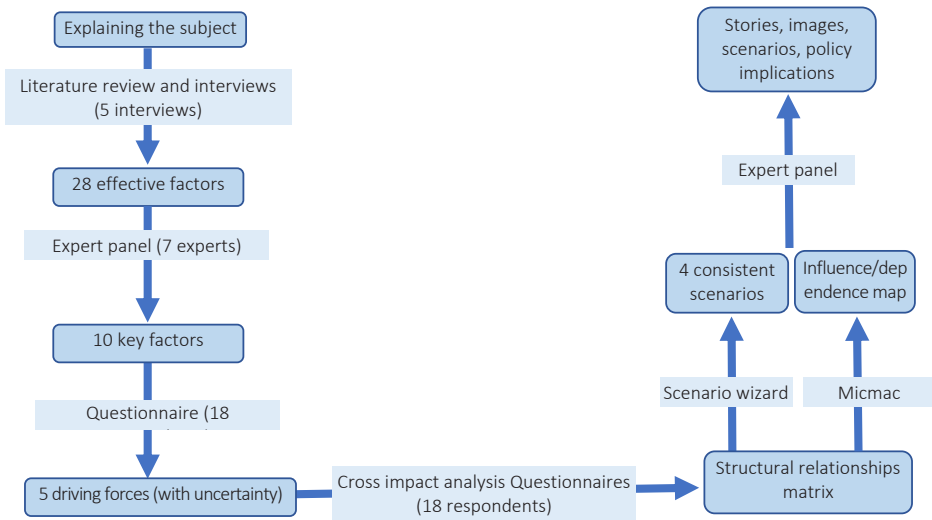 Explaining the subject
Literature review and interviews
(5 interviews)
28 effective factors
Expert panel (7 experts)
10 key factors
Questionnaire (18
5 driving forces (with uncertainty)
Cross impact analysis Questionnaires
(18 respondents)
Structural relationships
matrix
Scenario wizard
Micmac
4 consistent
scenarios
Influence/dep
endence map
Expert panel
Stories, images,
scenarios, policy
implications